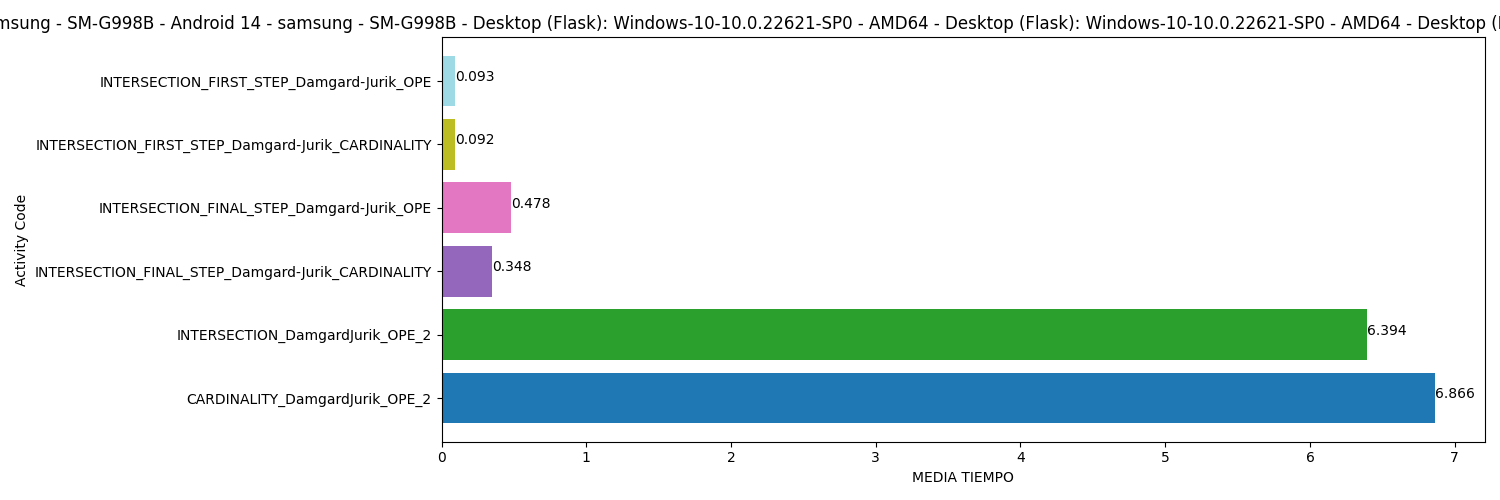 msung - SM-G998B - Android 14 - samsung - SM-G998B - Desktop (Flask): Windows-10-10.0.22621-SP0 - AMD64 - Desktop (Flask): Windows-10-10.0.22621-SP0 - AMD64 - Desktop (
INTERSECTION_FIRST_STEP_Damgard-Jurik_OPE
0.093
INTERSECTION_FIRST_STEP_Damgard-Jurik_CARDINALITY
0.092
INTERSECTION_FINAL_STEP_Damgard-Jurik_OPE
0.478
INTERSECTION_FINAL_STEP_Damgard-Jurik_CARDINALITY
0.348
INTERSECTION_DamgardJurik_OPE_2
6.394
CARDINALITY_DamgardJurik_OPE_2
6.866
Activity Code
0 1 2 3 4 5 6 7
MEDIA TIEMPO